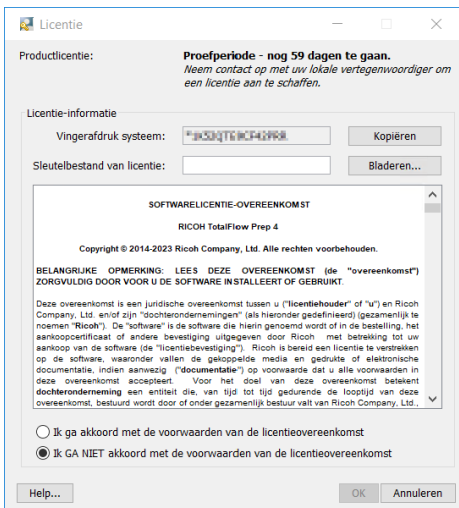 Licentie
Productlicentie:
Proefperiode - nog 59 dagen te gaan.
Neem contact op met uw lokale vertegenwoordiger om
een licentie aan te schaffen.
Licentie-informatie
Vingerafdruk systeem:
Kopiëren
Sleutelbestand van licentie:
Bladeren...
SOFTWARELICENTIE-OVEREENKOMST
RICOH TotalFlow Prep 4
Copyright © 2014-2023 Ricoh Company, Ltd. Alle rechten voorbehouden.
BELANGRIJKE OPMERKING: LEES DEZE OVEREENKOMST (de "overeenkomst")
ZORGVULDIG DOOR VOOR U DE SOFTWARE INSTALLEERT OF GEBRUIKT.
Deze overeenkomst is een juridische overeenkomst tussen u ("licentiehouder" of "u") en Ricoh
Company, Ltd. en/of zijn "dochterondernemingen" (als hieronder gedefinieerd) (gezamenlijk te
noemen "Ricoh"). De "software" is de software die hierin genoemd wordt of in de bestelling, het
aankoopcertificaat of andere bevestiging uitgegeven door Ricoh met betrekking tot uw
aankoop van de software (de "licentiebevestiging"). Ricoh is bereid een licentie te verstrekken
op de software, waaronder vallen de gekoppelde media en gedrukte of elektronische
documentatie, indien aanwezig ("documentatie") op voorwaarde dat u alle voorwaarden in
deze overeenkomst accepteert. Voor het doel van deze overeenkomst betekent
dochteronderneming een entiteit die, van tijd tot tijd gedurende de looptijd van deze
overeenkomst, bestuurd wordt door of onder gezamenlijk bestuur valt van Ricoh Company, Ltd.,
Ik ga akkoord met de voorwaarden van de licentieovereenkomst
Ik GA NIET akkoord met de voorwaarden van de licentieovereenkomst
Help...
OK
Annuleren